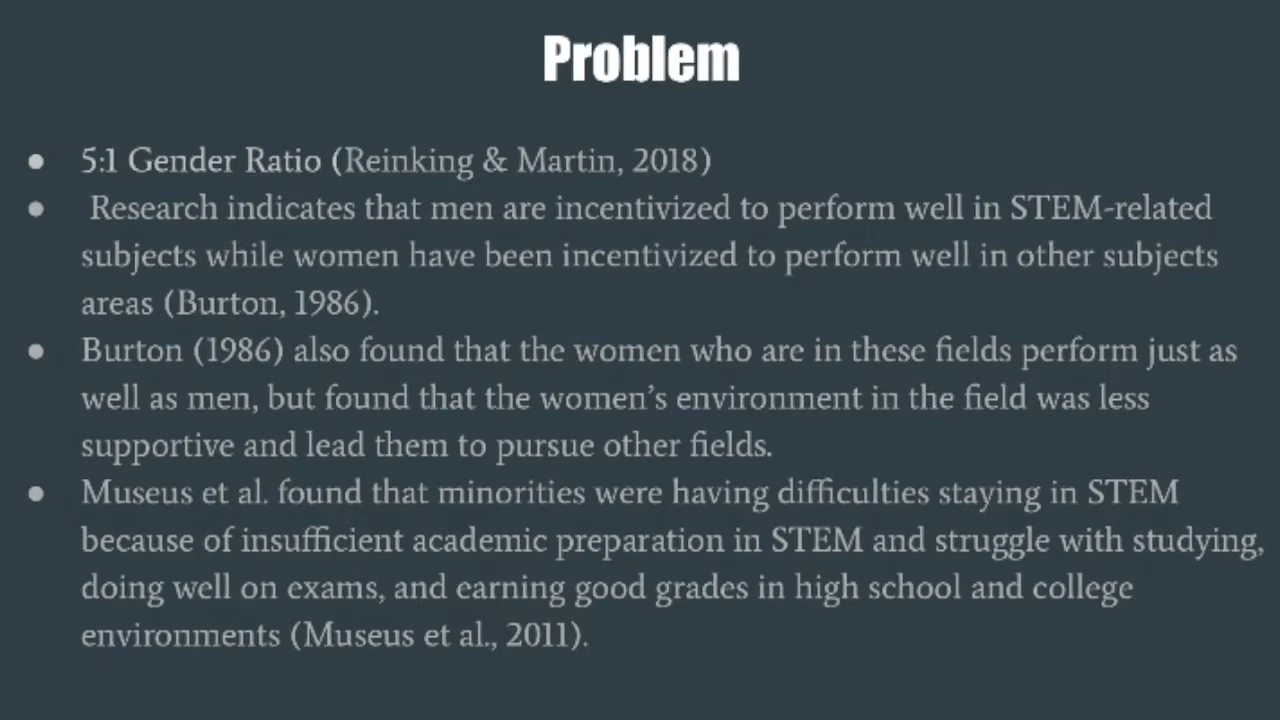 Problem
● 5:1 Gender Ratio (Reinking & Martin, 2018)
● Research indicates that men are incentivized to perform well in STEM-related
subjects while women have been incentivized to perform well in other subjects
areas (Burton, 1986).
● Burton (1986) also found that the women who are in these fields perform just as
well as men, but found that the women’s environment in the field was less
supportive and lead them to pursue other fields.
● Museus et al. found that minorities were having difficulties staying in STEM
because of insufficient academic preparation in STEM and struggle with studying,
doing well on exams, and earning good grades in high school and college
environments (Museus et al., 2011).